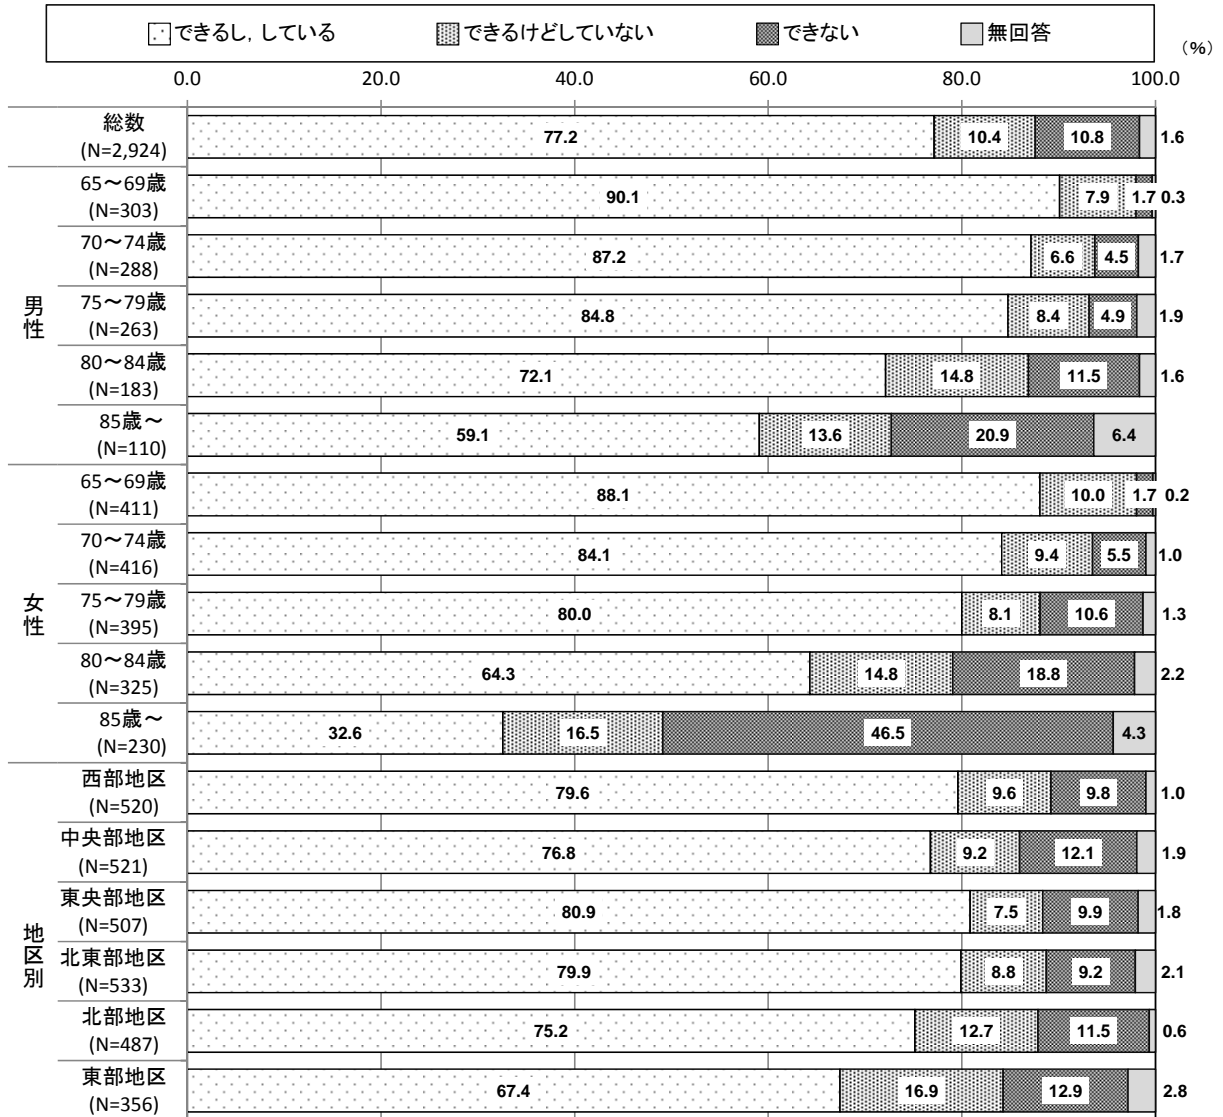 できるし，している できるけどしていない できない 無回答
（%）
0.0 20.0 40.0 60.0 80.0 100.0
総数
(N=2,924)
77.2 10.4 10.8 1.6
男性
65～69歳
(N=303)
90.1 7.9 1.7 0.3
70～74歳
(N=288)
87.2 6.6 4.5 1.7
75～79歳
(N=263)
84.8 8.4 4.9 1.9
80～84歳
(N=183)
72.1 14.8 11.5 1.6
85歳～
(N=110)
59.1 13.6 20.9 6.4
女性
65～69歳
(N=411)
88.1 10.0 1.7 0.2
70～74歳
(N=416)
84.1 9.4 5.5 1.0
75～79歳
(N=395)
80.0 8.1 10.6 1.3
80～84歳
(N=325)
64.3 14.8 18.8 2.2
85歳～
(N=230)
32.6 16.5 46.5 4.3
地区別
西部地区
(N=520)
79.6 9.6 9.8 1.0
中央部地区
(N=521)
76.8 9.2 12.1 1.9
東央部地区
(N=507)
80.9 7.5 9.9 1.8
北東部地区
(N=533)
79.9 8.8 9.2 2.1
北部地区
(N=487)
75.2 12.7 11.5 0.6
東部地区
(N=356)
67.4 16.9 12.9 2.8